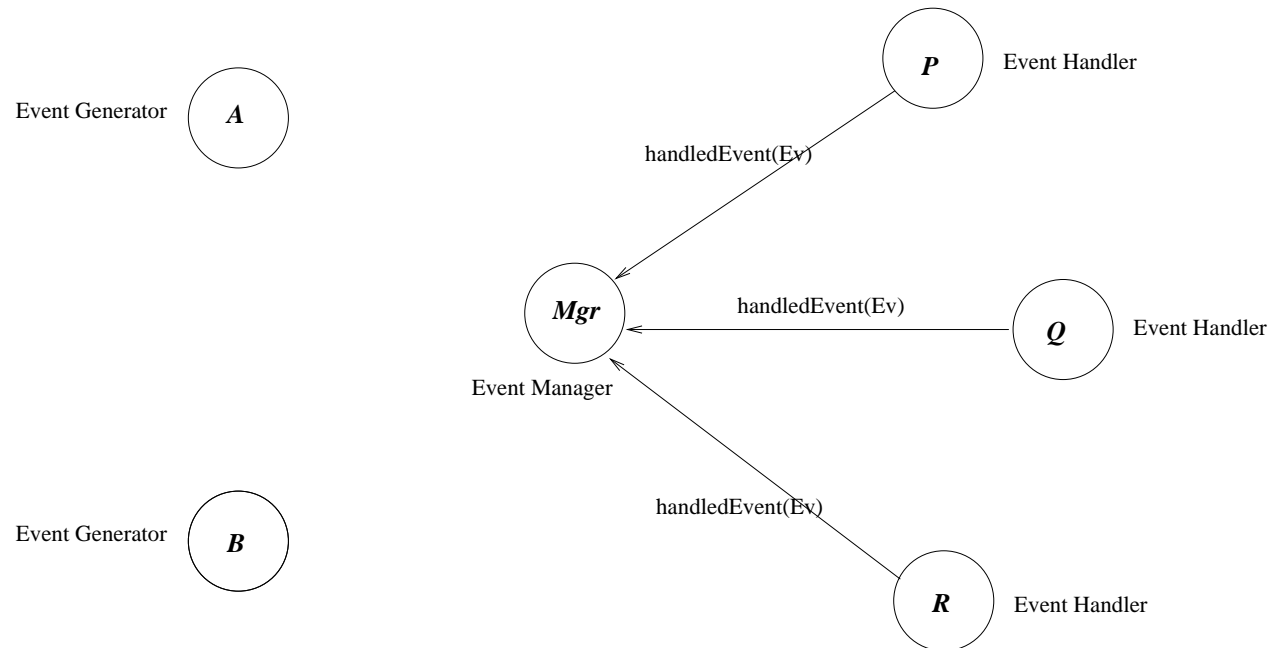 P
Event Handler
Event Generator
A
handledEvent(Ev)
Mgr
handledEvent(Ev)
Q
Event Handler
Event Manager
handledEvent(Ev)
Event Generator
B
R
Event Handler